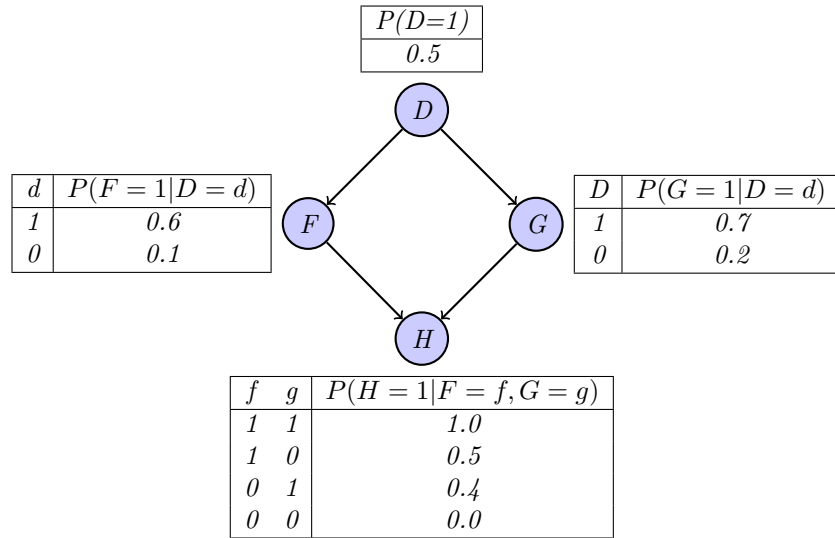 P(D=1)
0.5
D
d P(F = 1|D = d)
1 0.6
0 0.1
F
G
D P(G = 1|D = d)
1 0.7
0 0.2
H
f g P(H = 1|F = f, G = g)
1 1 1.0
1 0 0.5
0 1 0.4
0 0 0.0